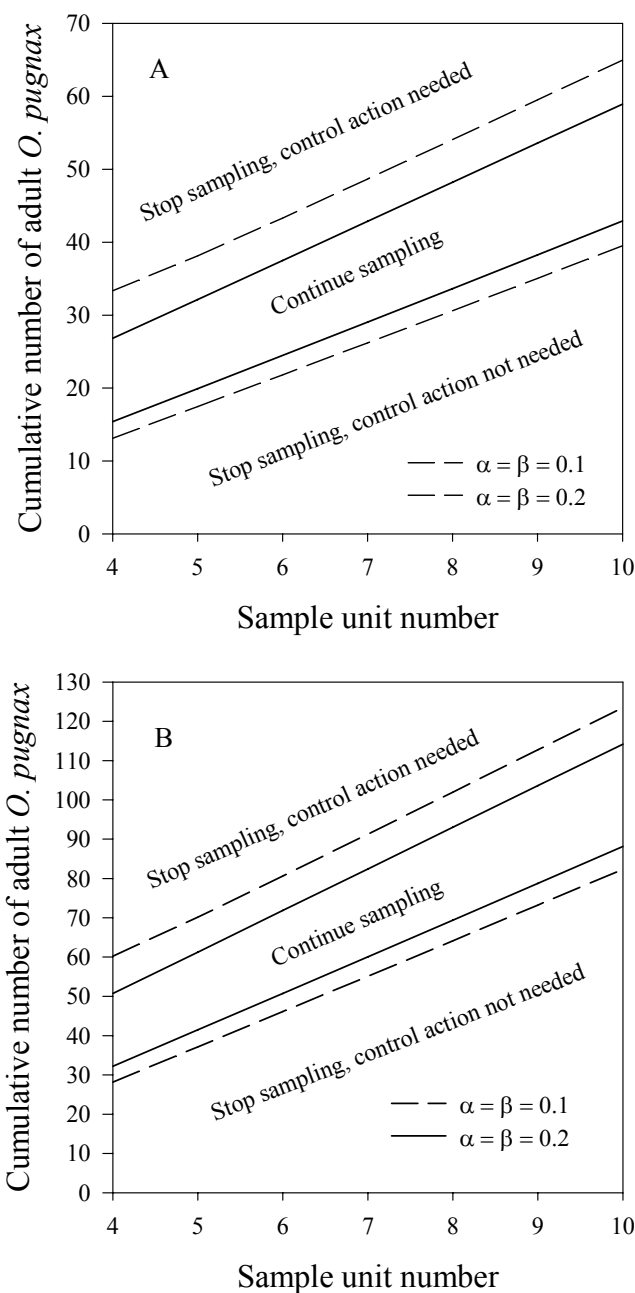 70
60
50
40
30
20
10
0
Cumulative number of adult O. pugnax
A
Stop sampling, control action needed
Continue sampling
Stop sampling, control action not needed
α = β = 0.1
α = β = 0.2
4 5 6 7 8 9 10
Sample unit number
130
120
110
100
90
80
70
60
50
40
30
20
10
0
Cumulative number of adult O. pugnax
B
Stop sampling, control action needed
Continue sampling
Stop sampling, control action not needed
α = β = 0.1
α = β = 0.2
4 5 6 7 8 9 10
Sample unit number